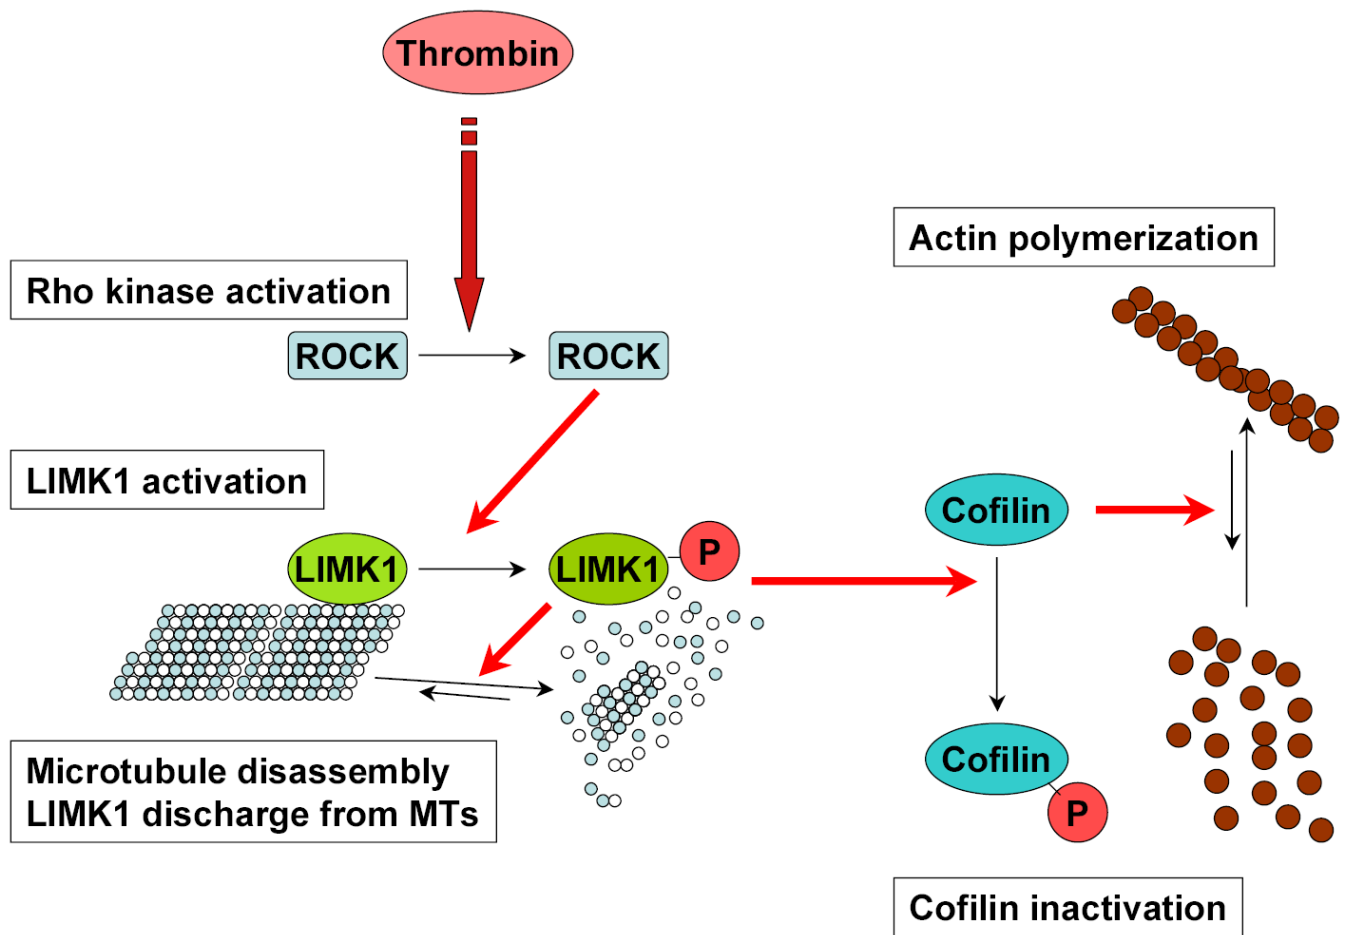 Thrombin
Actin polymerization
Rho kinase activation
ROCK
ROCK
LIMK1 activation
Cofilin
LIMK1
LIMK1
P
Cofilin
P
Microtubule disassembly
LIMK1 discharge from MTs
Cofilin inactivation